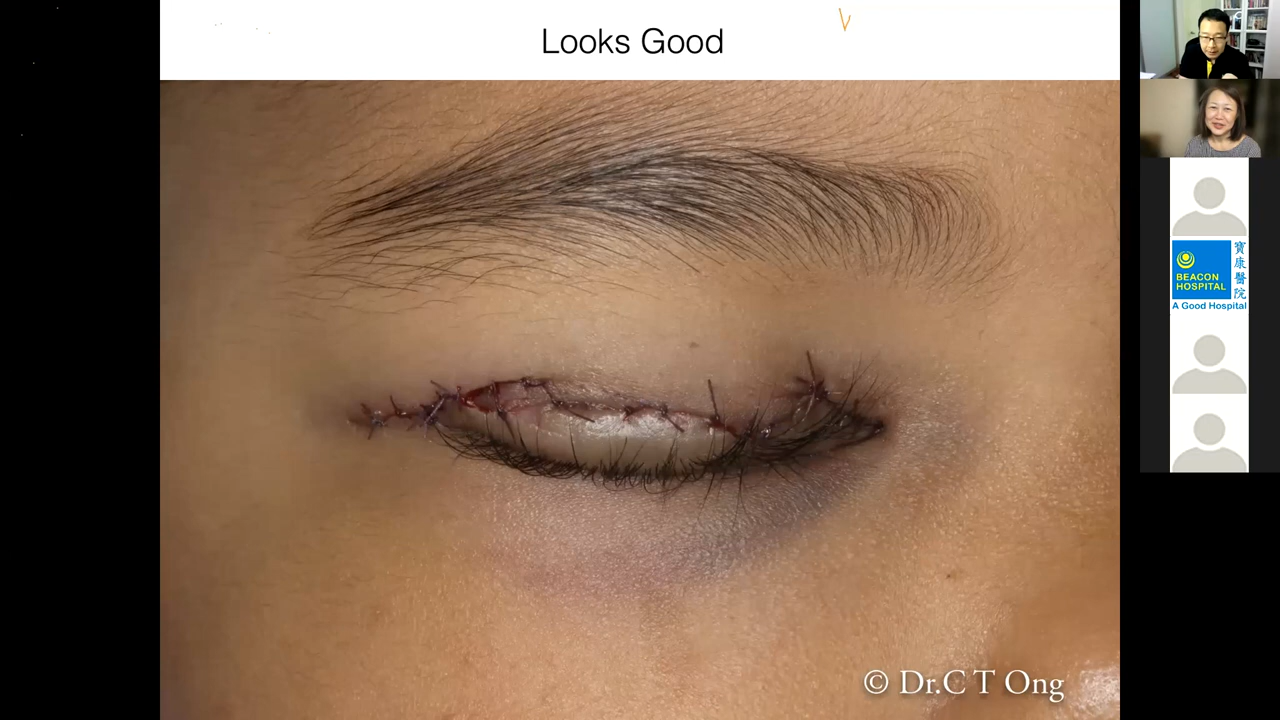 Looks Good
BEACON
HOSPITAL
寶康醫院
A Good Hospital
© Dr.C T Ong